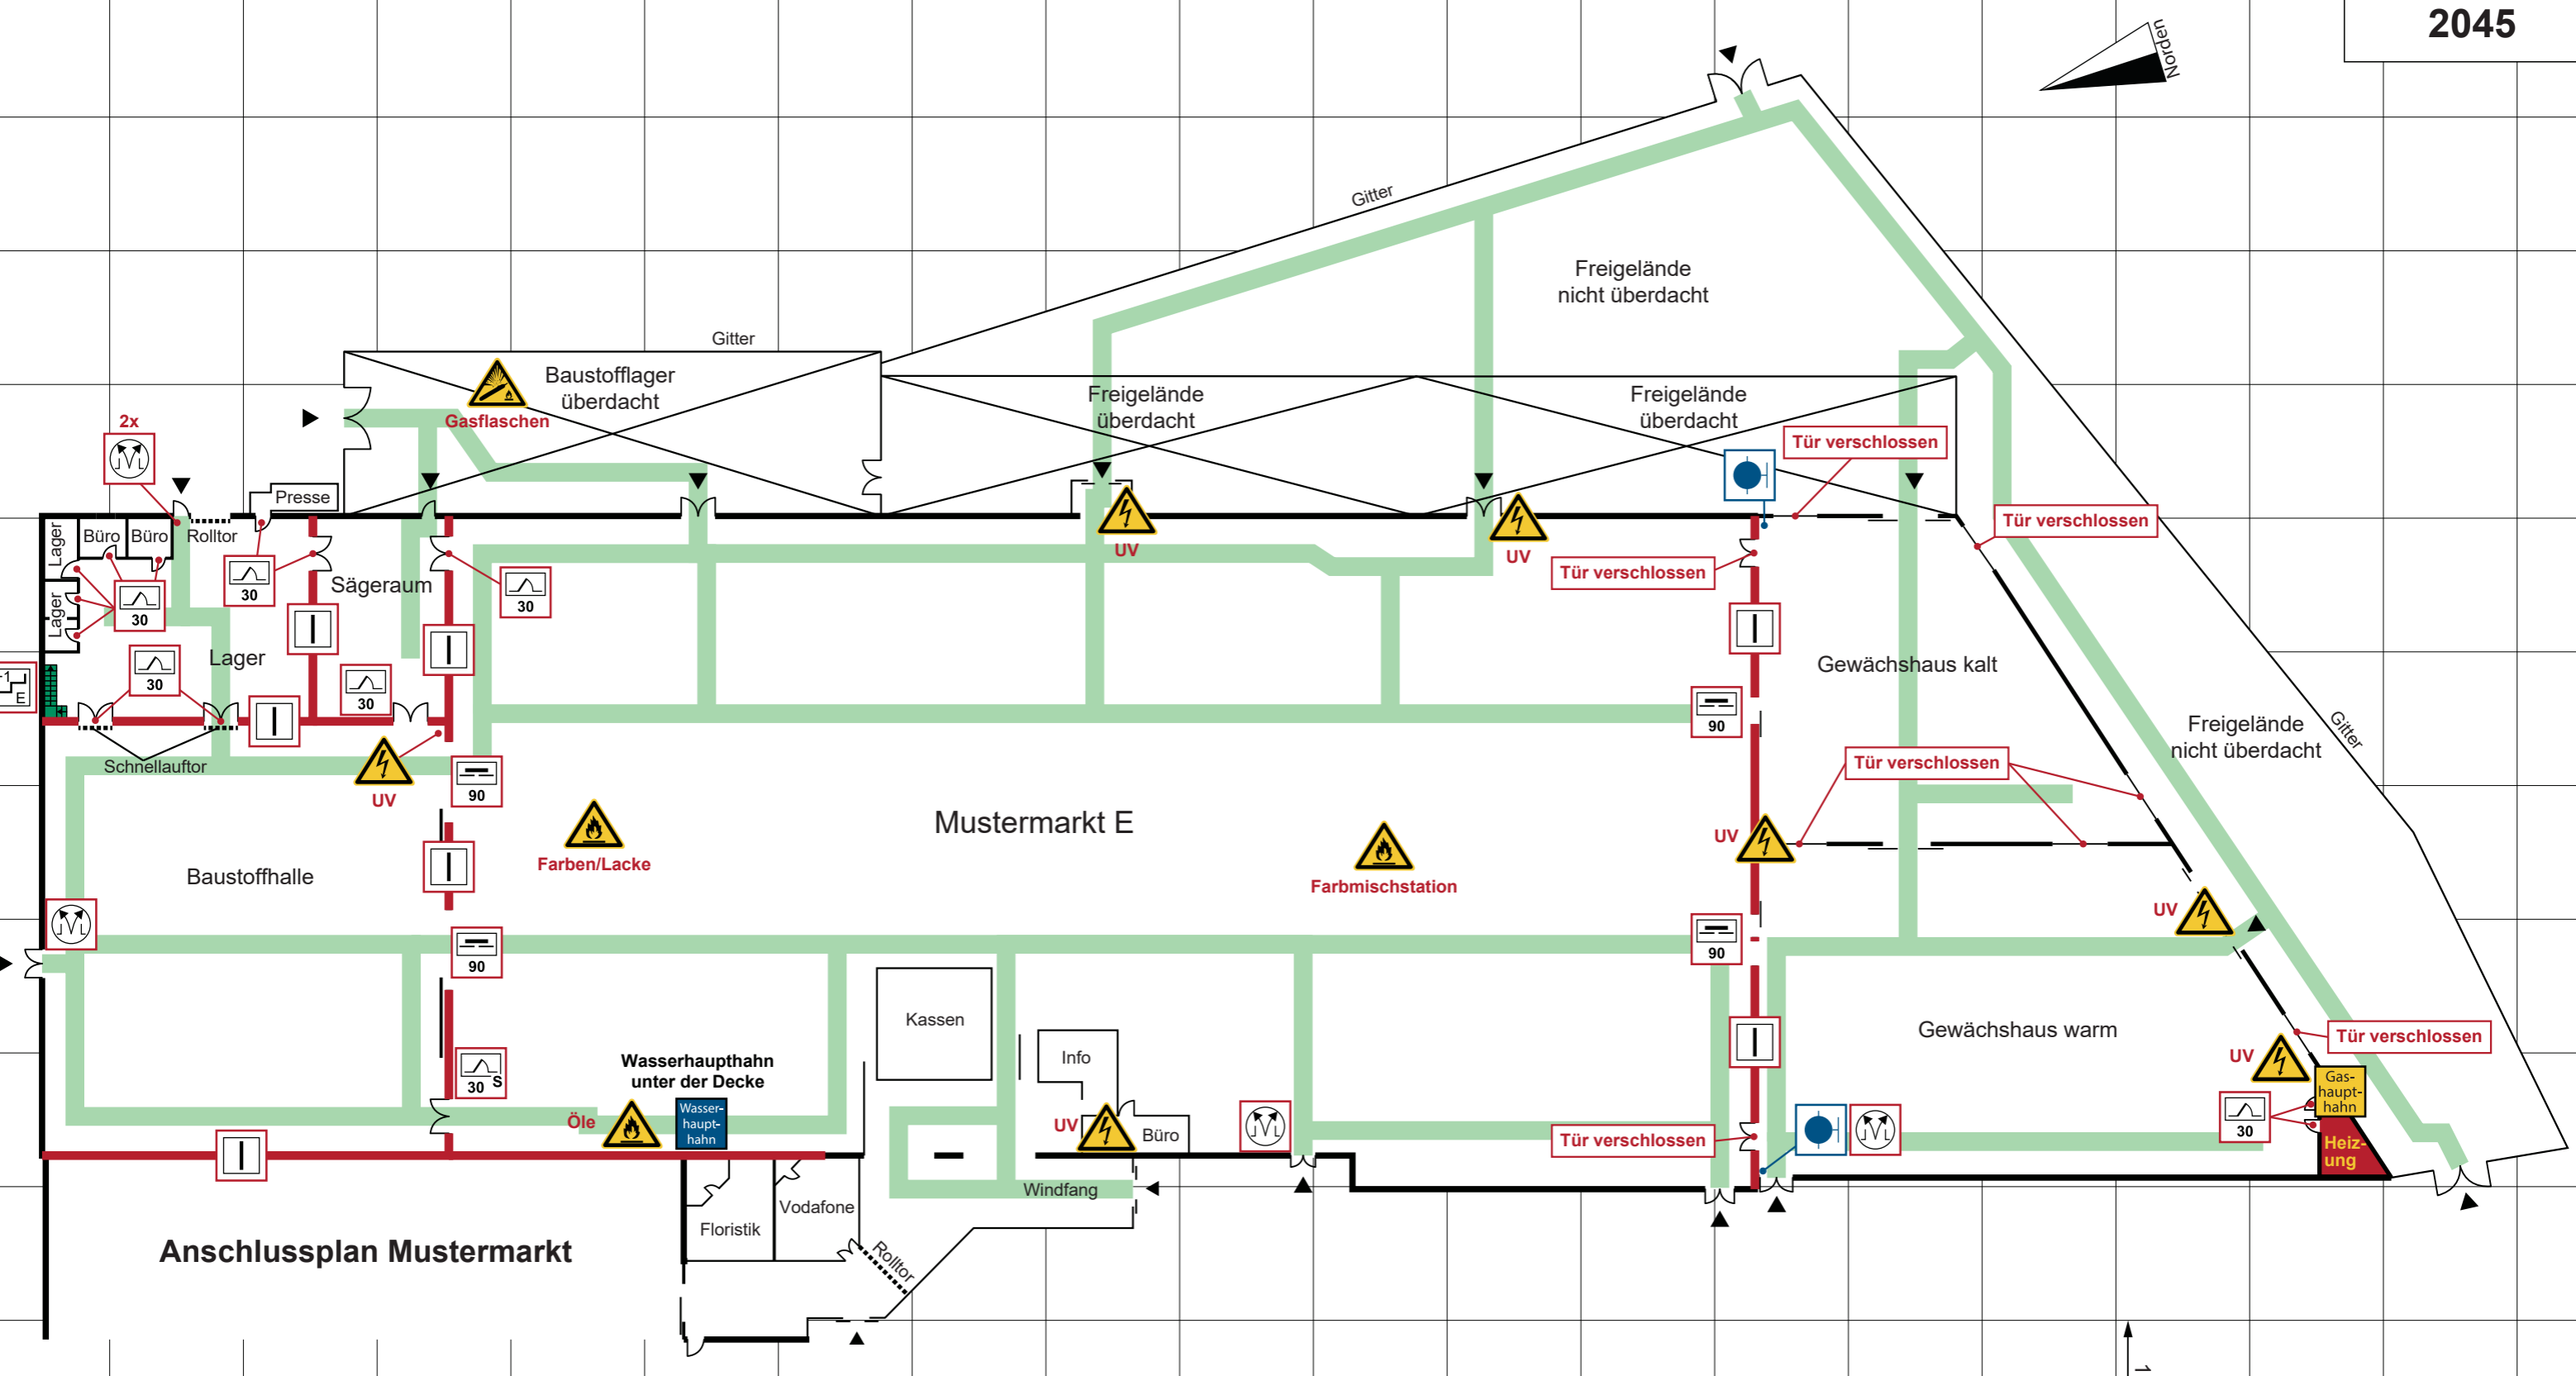 2045
Norden
Gitter
Freigelände
nicht überdacht
Gitter
Baustofflager
überdacht
Gasflaschen
Freigelände
überdacht
Freigelände
überdacht
2x
Tür verschlossen
Presse
Lager
Büro
Büro
Rolltor
UV
UV
Tür verschlossen
Tür verschlossen
30
Sägeraum
30
30
Lager
Lager
30
30
E
Gewächshaus kalt
90
Freigelände
nicht überdacht
Gitter
Schnellauftor
UV
90
Tür verschlossen
Mustermarkt E
UV
Farben/Lacke
Farbmischstation
Baustoffhalle
UV
90
90
Kassen
Info
Gewächshaus warm
Tür verschlossen
UV
Wasserhaupthahn
unter der Decke
30 S
Gas-
haupt-
hahn
Öle
Wasser-
haupt-
hahn
UV
Büro
Tür verschlossen
30
Heiz-
ung
Windfang
Vodafone
Floristik
Rolltor
Anschlussplan Mustermarkt